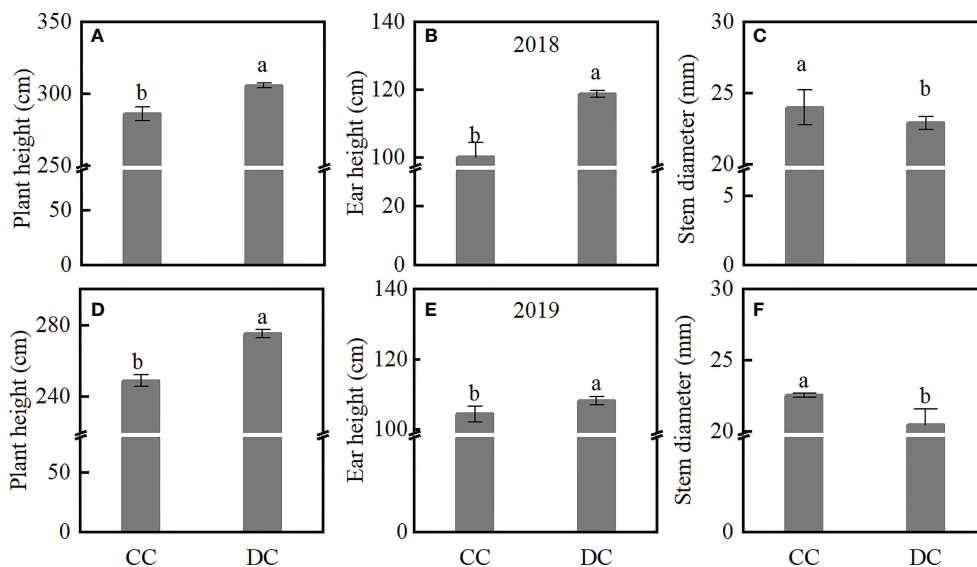 A
Plant height (cm)
350
300
250
50
0
b
a
B
2018
Ear height (cm)
140
120
100
20
0
b
a
C
Stem diameter (mm)
30
25
20
5
0
a
b
D
Plant height (cm)
280
240
50
0
b
a
CC DC
E
2019
Ear height (cm)
140
120
100
0
b
a
CC DC
F
Stem diameter (mm)
30
20
0
a
b
CC DC